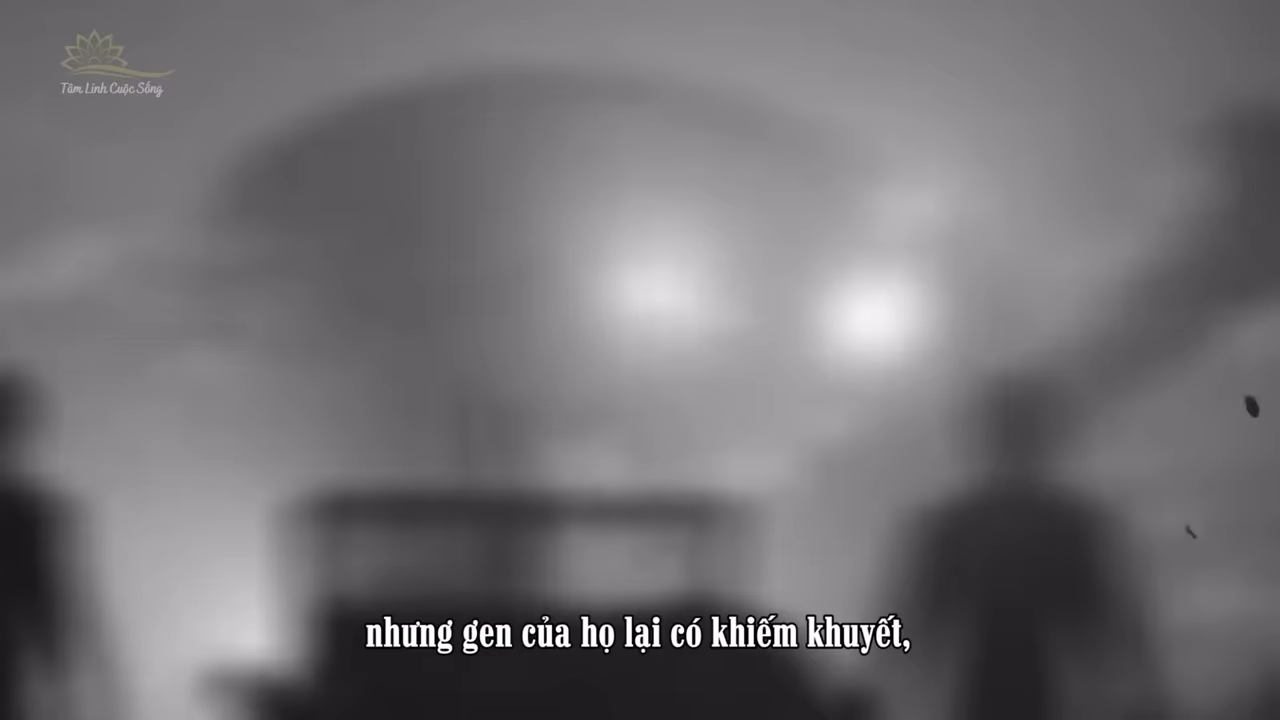 Tâm Linh Cuộc Sống
nhưng gen của họ lại có khiếm khuyết,